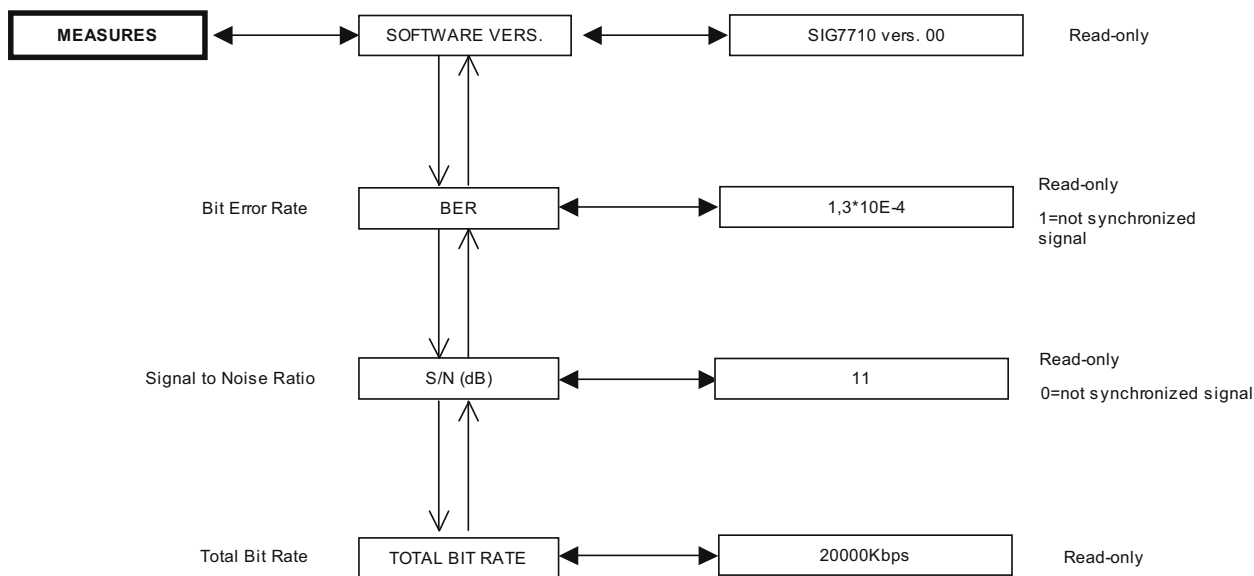 MEASURES
SOFTWARE VERS.
SIG7710 vers. 00
Read-only
Bit Error Rate
BER
1,3*10E-4
Read-only
1=not synchronized
signal
Signal to Noise Ratio
S/N (dB)
11
Read-only
0=not synchronized signal
Total Bit Rate
TOTAL BIT RATE
20000Kbps
Read-only